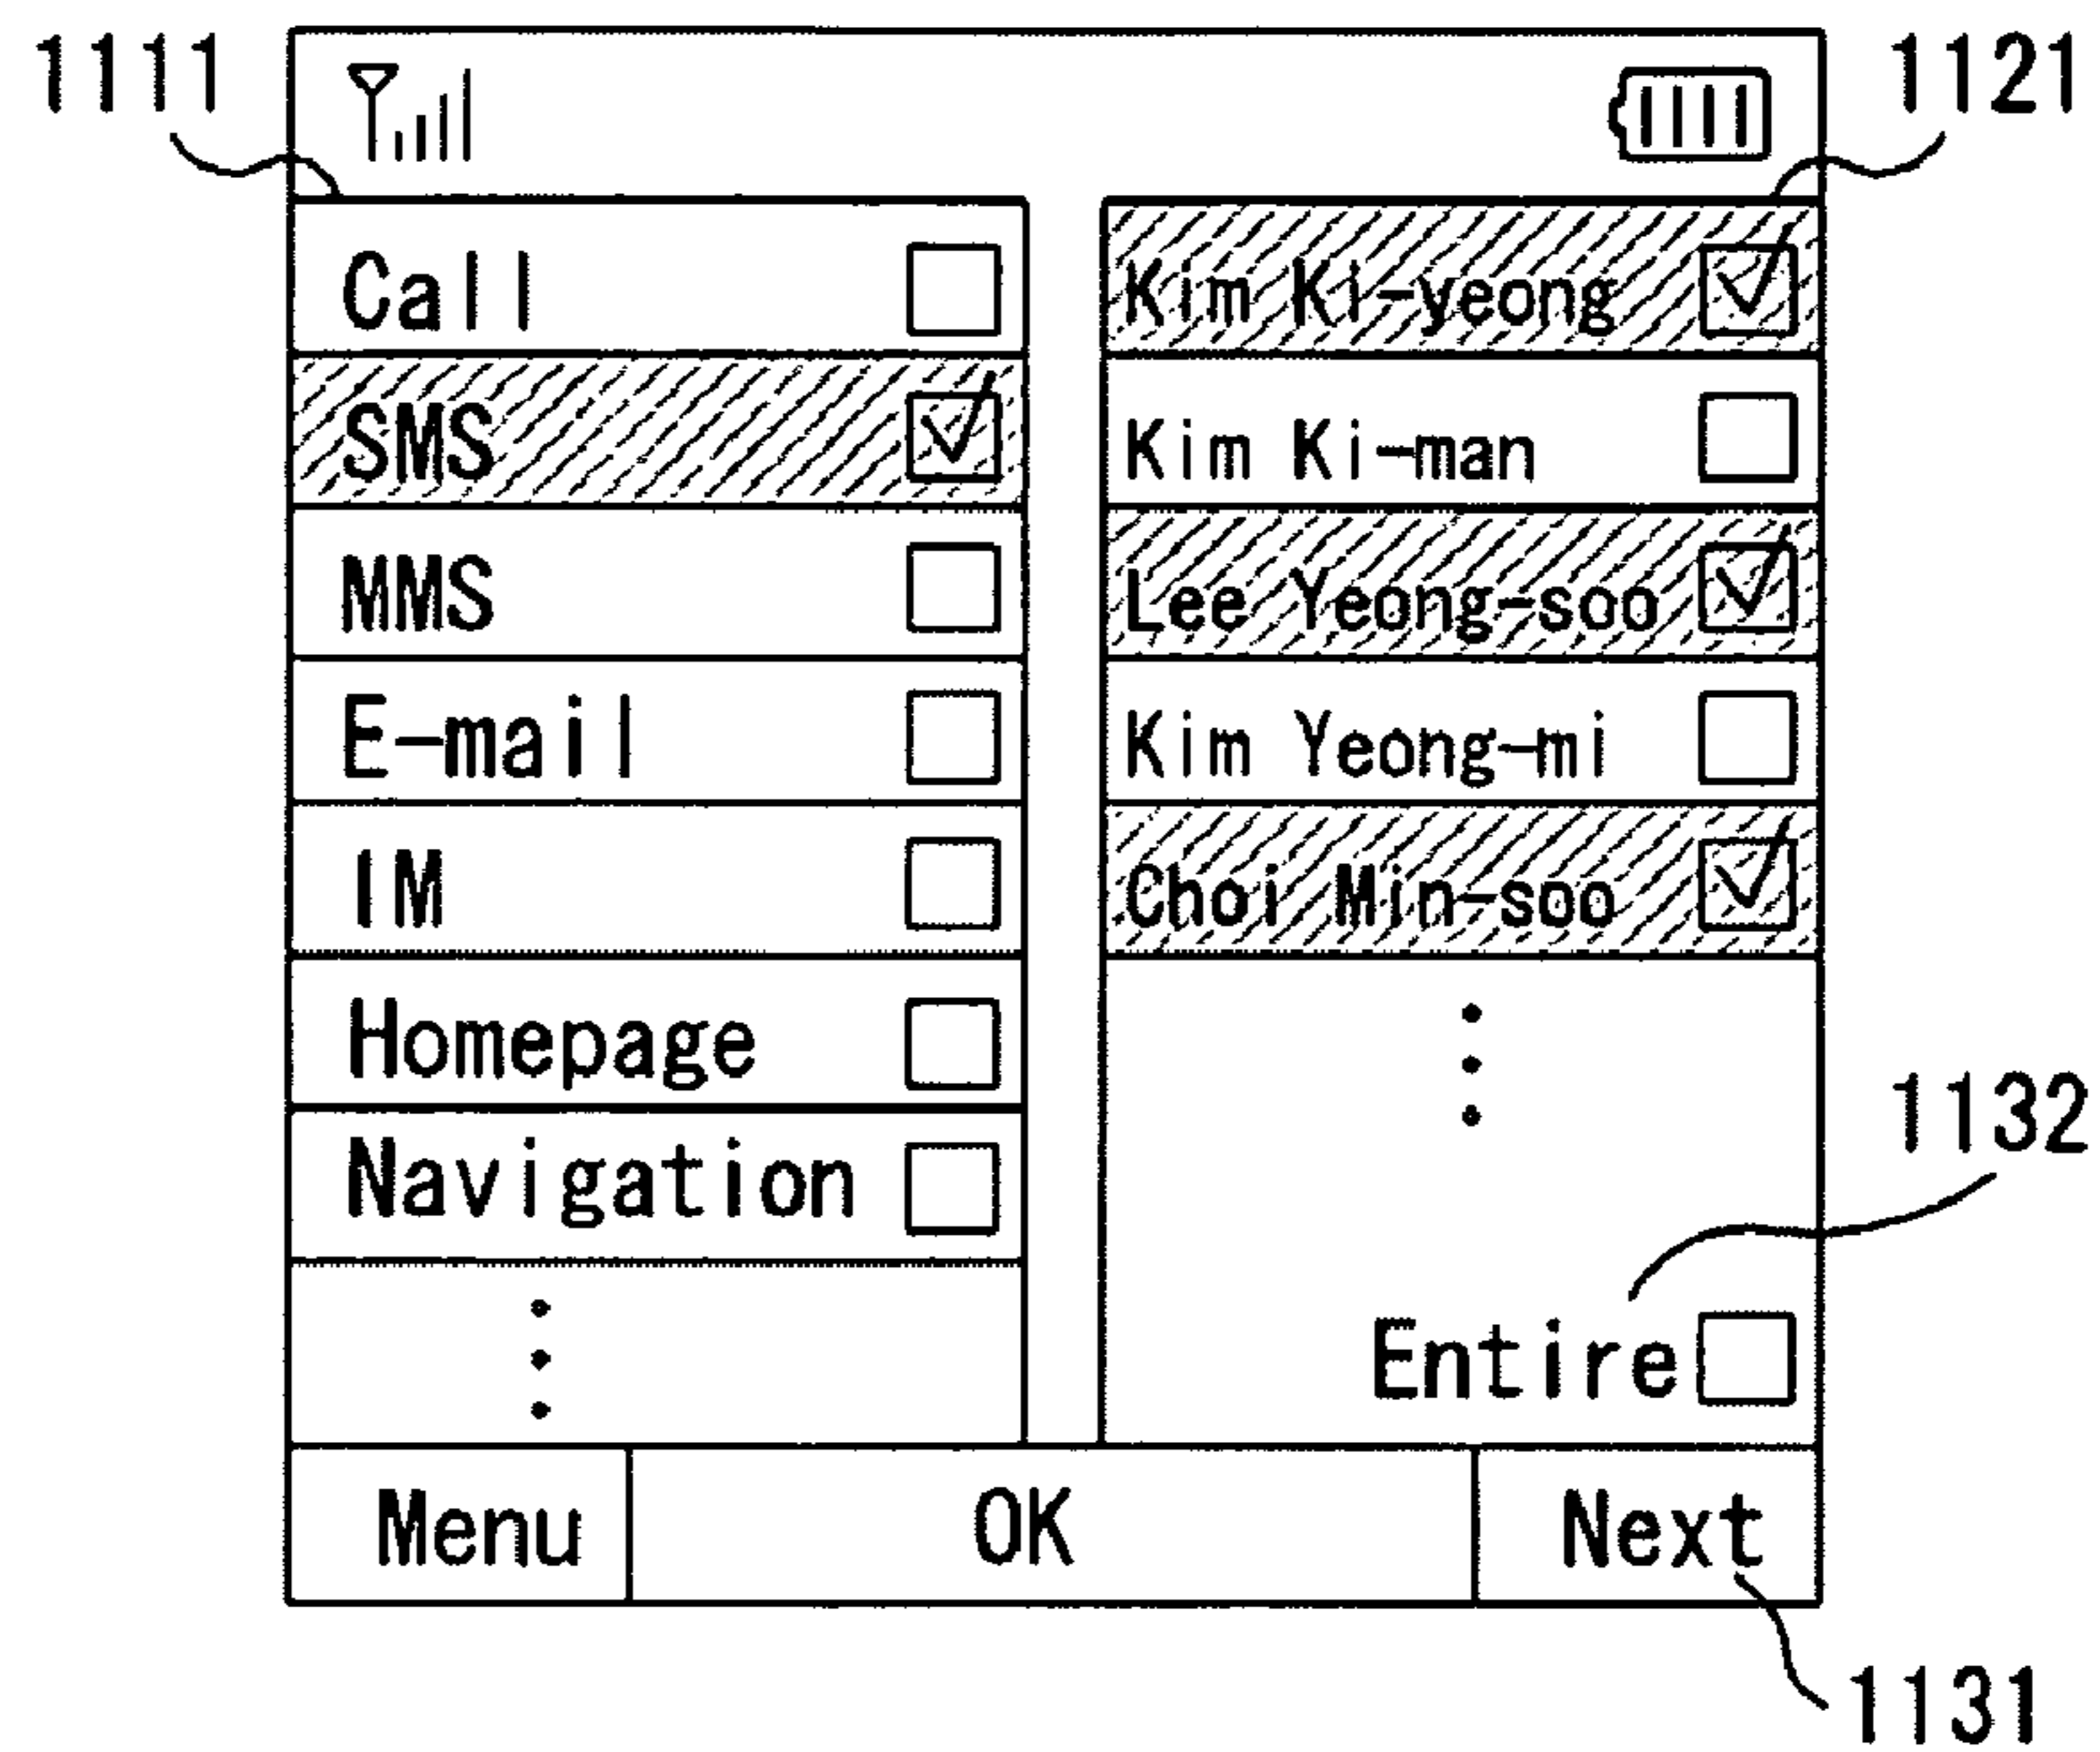 1111
1121
Call
SMS
MMS
E-mail
IM
Homepage
Navigation
Kim Ki-yeong
Kim Ki-man
Lee Yeong-soo
Kim Yeong-mi
Choi Min-soo
1132
Entire
Menu
OK
Next
1131